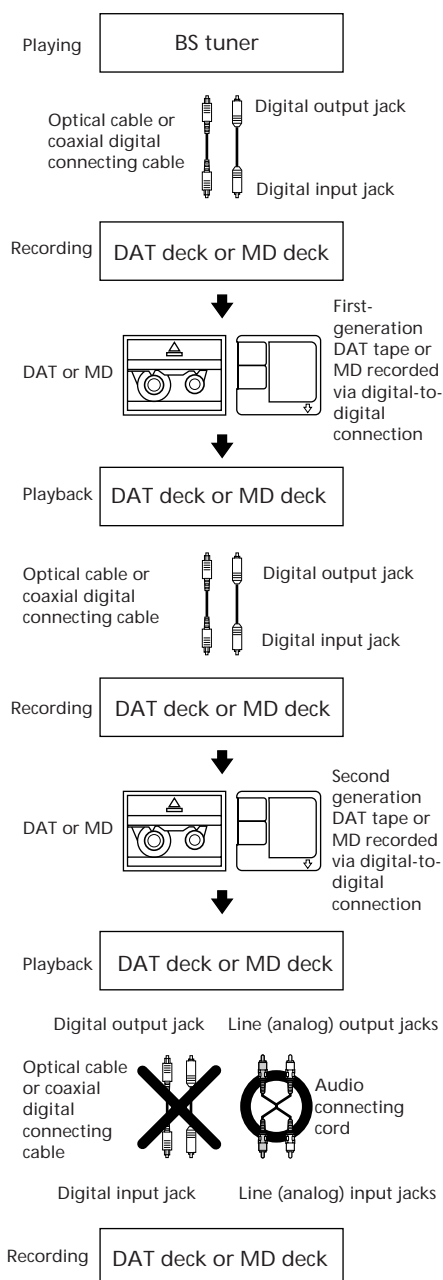 Playing
BS tuner
Optical cable or
coaxial digital
connecting cable
Digital output jack
Digital input jack
Recording
DAT deck or MD deck
DAT or MD
First-
generation
DAT tape or
MD recorded
via digital-to-
digital
connection
Playback
DAT deck or MD deck
Optical cable or
coaxial digital
connecting cable
Digital output jack
Digital input jack
Recording
DAT deck or MD deck
DAT or MD
Second
generation
DAT tape or
MD recorded
via digital-to-
digital
connection
Playback
DAT deck or MD deck
Digital output jack
Line (analog) output jacks
Optical cable
or coaxial
digital
connecting
cable
Audio
connecting
cord
Digital input jack
Line (analog) input jacks
Recording
DAT deck or MD deck